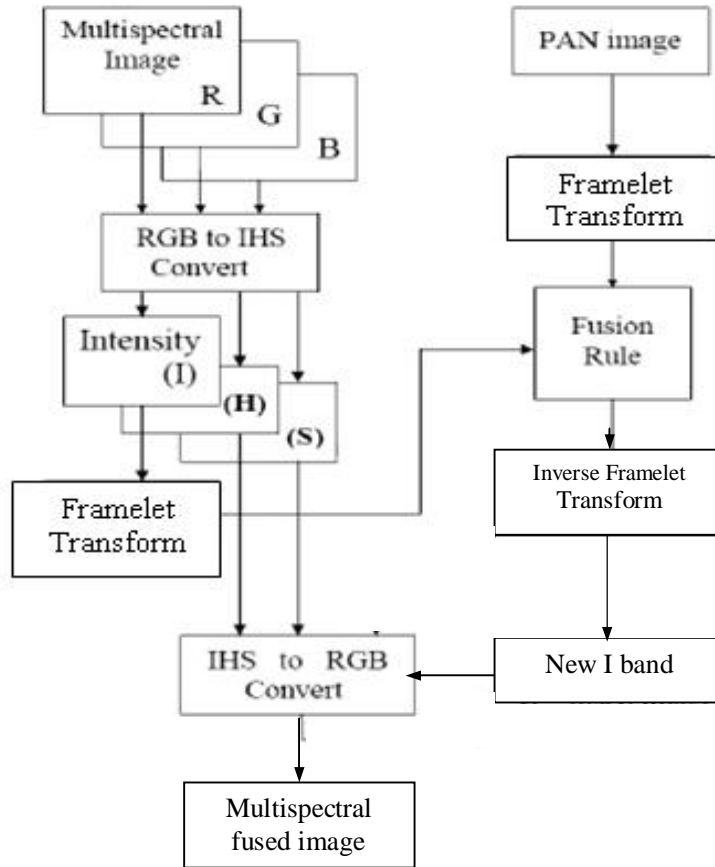 Multispectral
Image
R
G
B
PAN image
RGB to IHS
Convert
Framelet
Transform
Intensity
(I)
(H)
(S)
Fusion
Rule
Framelet
Transform
Inverse Framelet
Transform
IHS to RGB
Convert
New I band
Multispectral
fused image